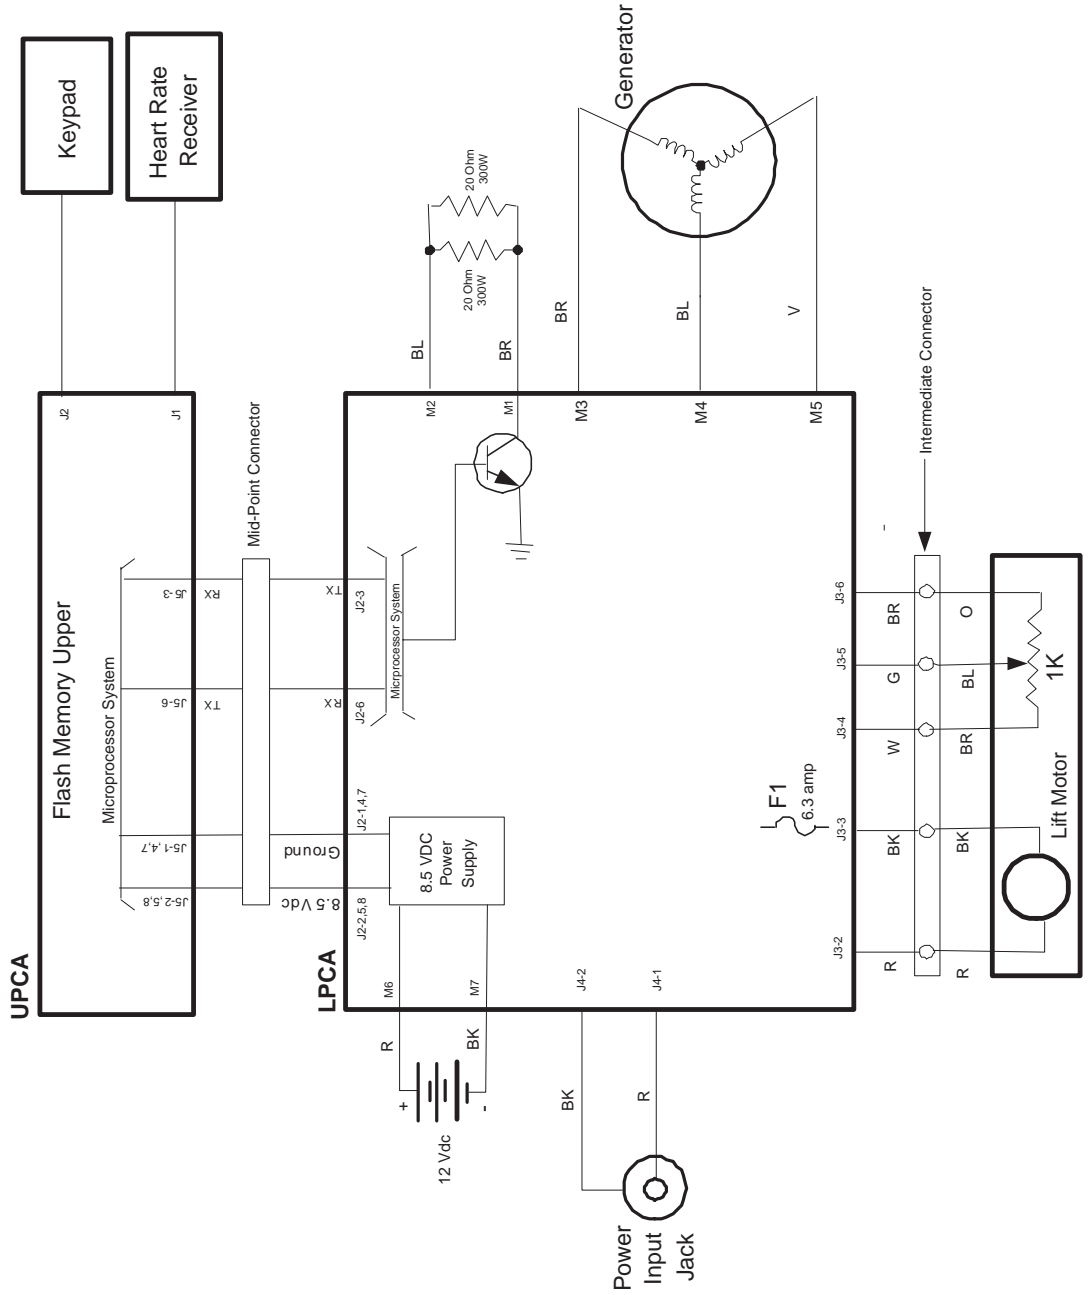 UPCA
Flash Memory Upper
Microprocessor System
J2
J1
Keypad
Heart Rate
Receiver
J5-2,5,8
J5-1,4,7
J5-6
J5-3
TX
RX
Mid-Point Connector
8.5 Vdc
Ground
RX
TX
LPCA
J2-2,5,8
J2-1,4,7
J2-6
J2-3
Micrprocessor System
8.5 VDC
Power
Supply
M6
M7
R
BK
+
-
12 Vdc
J4-2
J4-1
BK
R
Power
Input
Jack
M2
M1
M3
M4
M5
BL
BR
20 Ohm
300W
20 Ohm
300W
BR
BL
V
Generator
F1
6.3 amp
J3-2
J3-3
J3-4
J3-5
J3-6
R
BK
W
G
BR
-
Intermediate Connector
R
BK
BR
BL
O
1K
Lift Motor